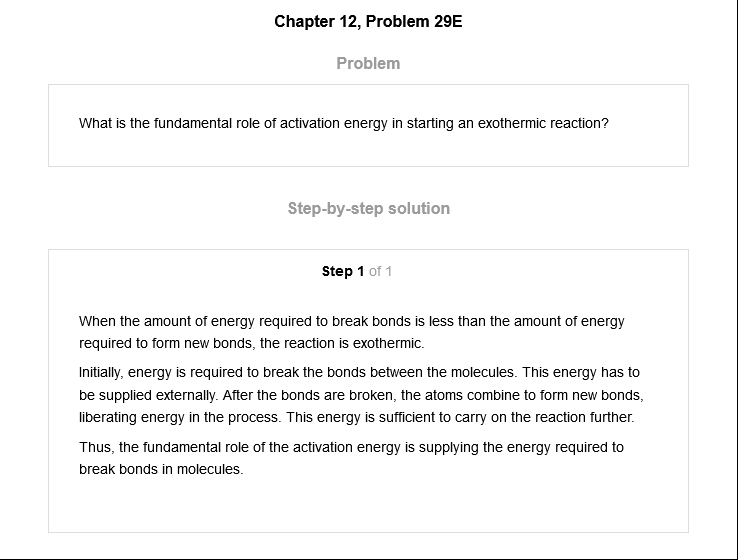 Chapter 12, Problem 29E
Problem
What is the fundamental role of activation energy in starting an exothermic reaction?
Step-by-step solution
Step 1 of 1
When the amount of energy required to break bonds is less than the amount of energy
required to form new bonds, the reaction is exothermic.
Initially, energy is required to break the bonds between the molecules. This energy has to
be supplied externally. After the bonds are broken, the atoms combine to form new bonds,
liberating energy in the process. This energy is sufficient to carry on the reaction further.
Thus, the fundamental role of the activation energy is supplying the energy required to
break bonds in molecules.